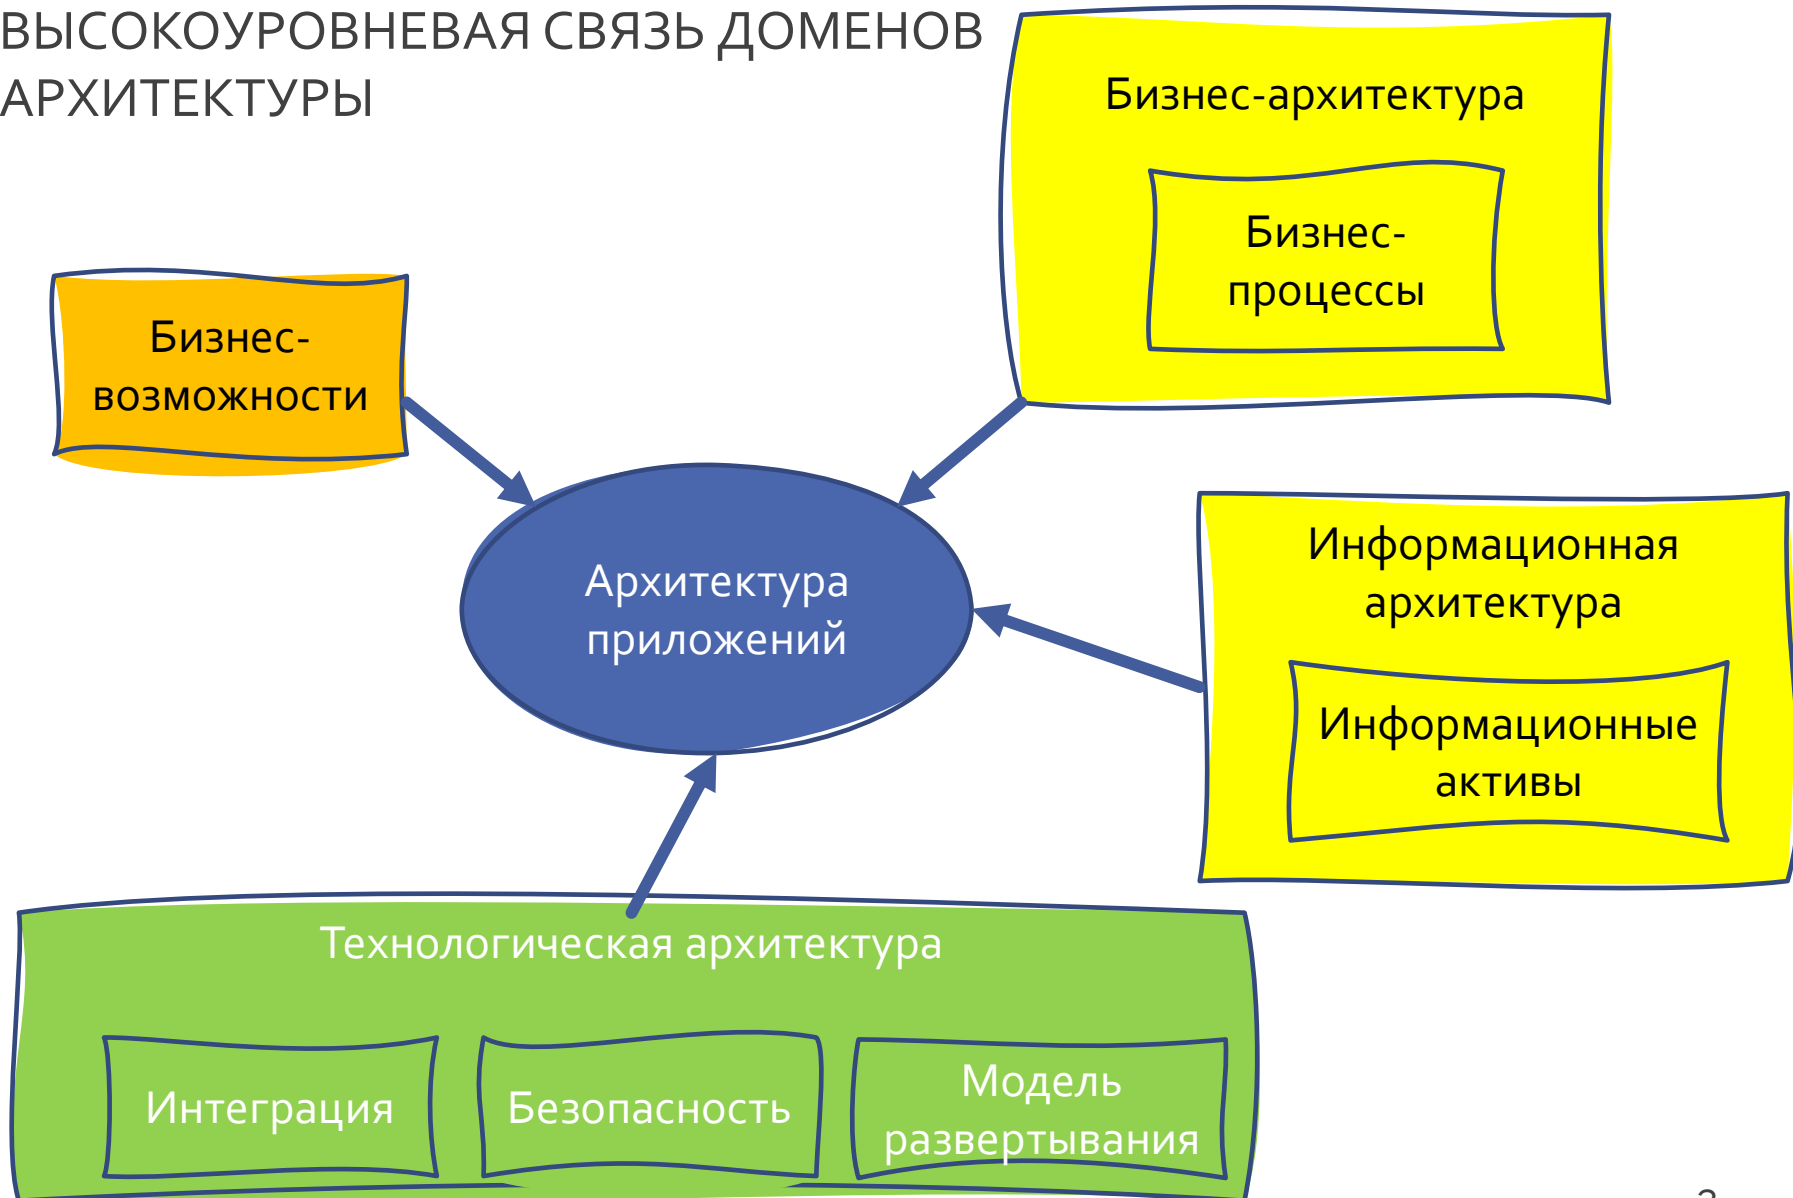 ВЫСОКОУРОВНЕВАЯ СВЯЗЬ ДОМЕНОВ
АРХИТЕКТУРЫ
Бизнес-архитектура
Бизнес-
процессы
Бизнес-
возможности
Архитектура
приложений
Информационная
архитектура
Информационные
активы
Технологическая архитектура
Интеграция
Безопасность
Модель
развертывания